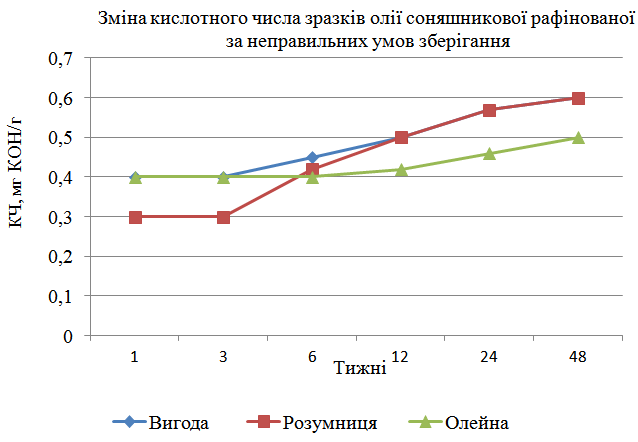 Зміна кислотного числа зразків олії соняшникової рафінованої
за неправильних умов зберігання
КЧ, мг КОН/г
0,7
0,6
0,5
0,4
0,3
0,2
0,1
0
1 3 6 12 24 48
Тижні
Вигода Розумниця Олейна